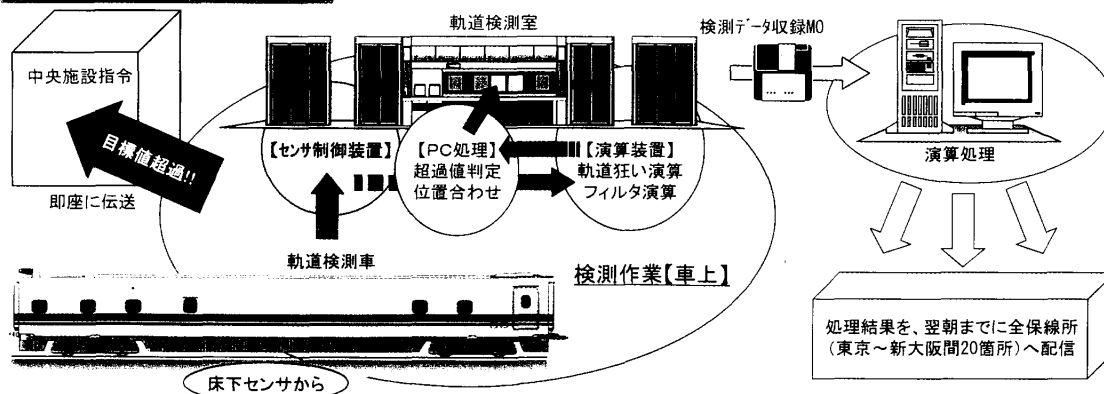 軌道検測室
検測データ収録MO
中央施設指令
目標値超過!!
即座に伝送
【センサ制御装置】
【PC処理】
超過値判定
位置合わせ
【演算装置】
軌道狂い演算
フィルタ演算
演算処理
軌道検測車
検測作業【車上】
床下センサから
処理結果を、翌朝までに全保線所
(東京~新大阪間20箇所)へ配信